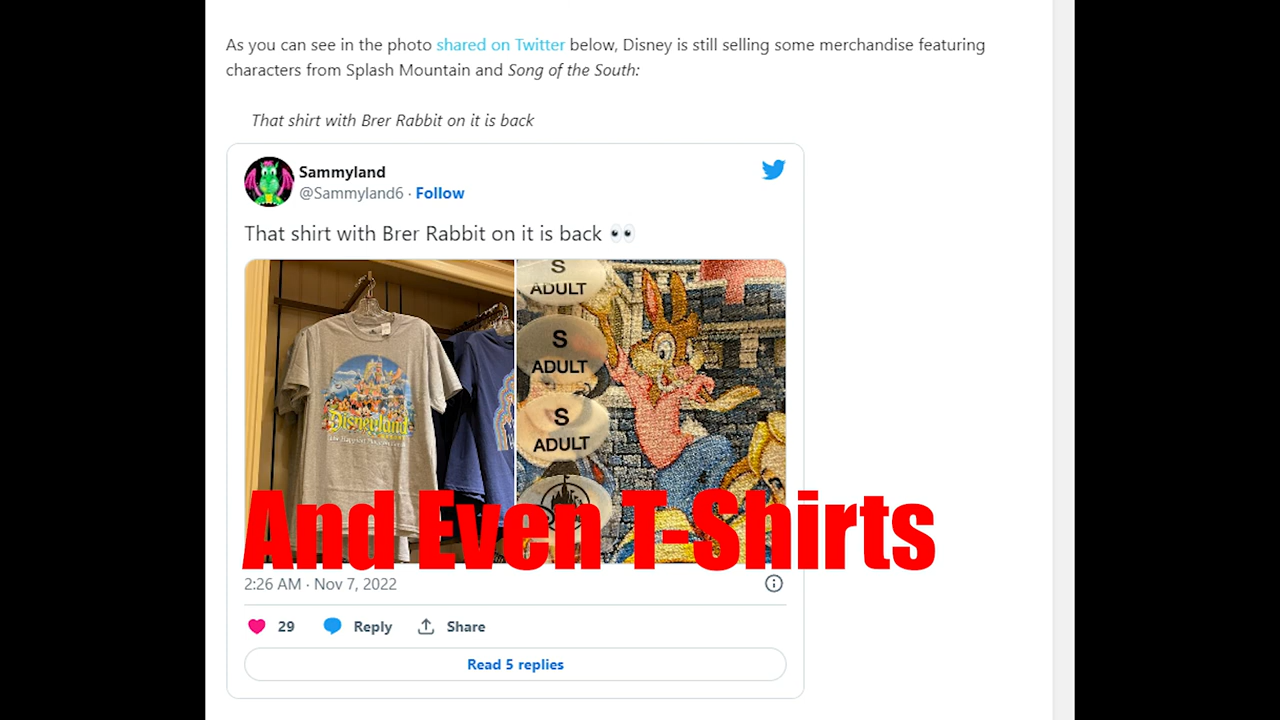 As you can see in the photo shared on Twitter below, Disney is still selling some merchandise featuring
characters from Splash Mountain and Song of the South:
That shirt with Brer Rabbit on it is back
Sammyland
@Sammyland6 · Follow
That shirt with Brer Rabbit on it is back 👀
S
ADULT
S
ADULT
S
ADULT
Disneyland
And Even T-Shirts
2:26 AM · Nov 7, 2022
29 Reply Share
Read 5 replies